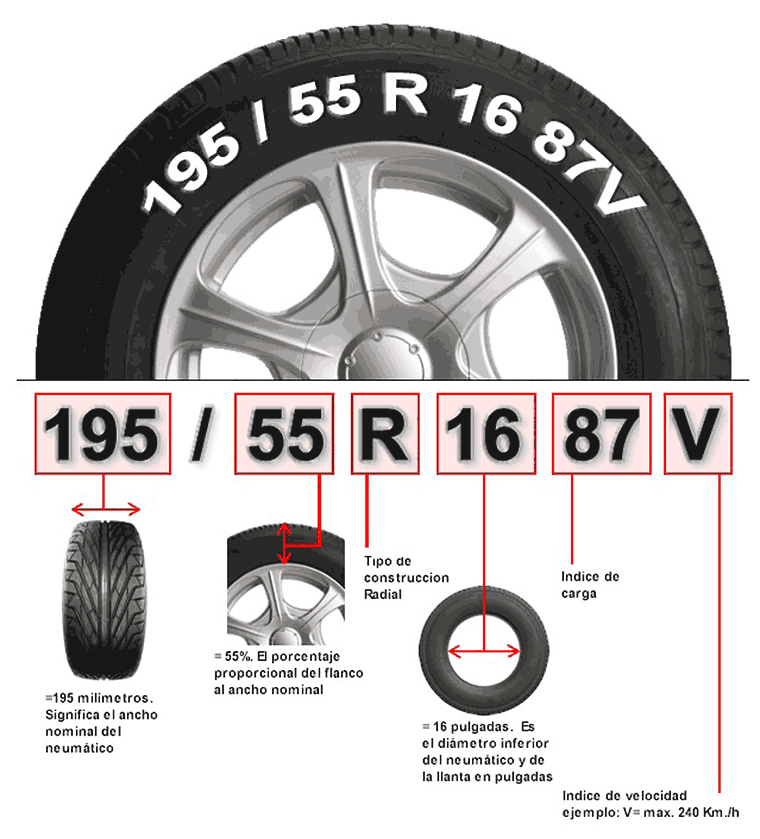 195 / 55 R 16 87V
195 / 55 R 16 87 V
=195 milímetros.
Significa el ancho
nominal del
neumático
= 55%. El porcentaje
proporcional del flanco
al ancho nominal
Tipo de
construccion
Radial
= 16 pulgadas. Es
el diámetro inferior
del neumático y de
la llanta en pulgadas
Indice de
carga
Indice de velocidad
ejemplo: V= max. 240 Km./h